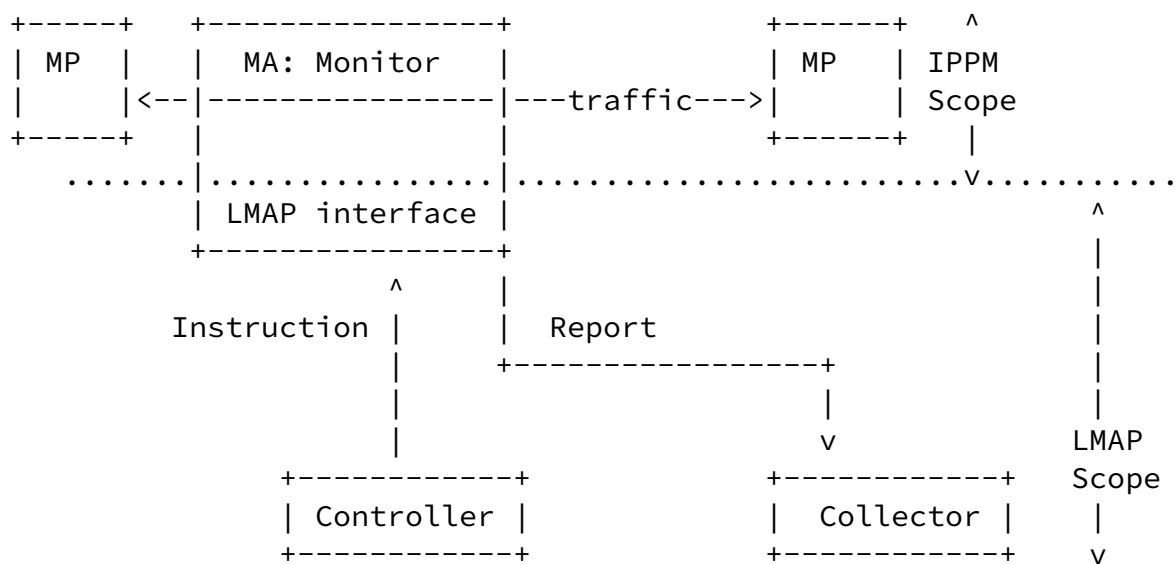 +-----+   +----------------+              +------+   ^
| MP  |   |  MA: Monitor   |              | MP   | IPPM
|     |<--|----------------|---traffic--->|      | Scope
+-----+   |                |              +------+   |
   .......|................|.........................v...........
          | LMAP interface |                                ^
          +----------------+                                |
                  ^        |                                |
      Instruction |        |  Report                        |
                  |        +-----------------+              |
                  |                          |              |
                  |                          v             LMAP
            +------------+             +------------+      Scope
            | Controller |             |  Collector |       |
            +------------+             +------------+       v